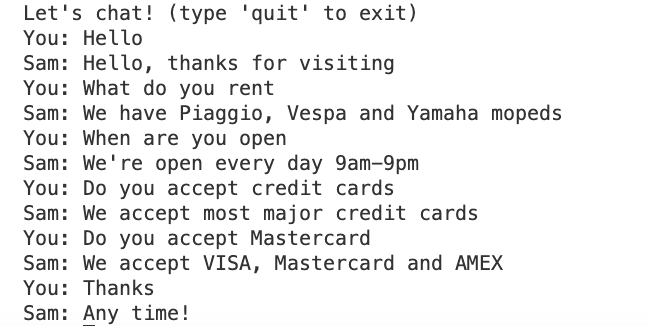 Let's chat! (type 'quit' to exit)
You: Hello
Sam: Hello, thanks for visiting
You: What do you rent
Sam: We have Piaggio, Vespa and Yamaha mopeds
You: When are you open
Sam: We're open every day 9am-9pm
You: Do you accept credit cards
Sam: We accept most major credit cards
You: Do you accept Mastercard
Sam: We accept VISA, Mastercard and AMEX
You: Thanks
Sam: Any time!